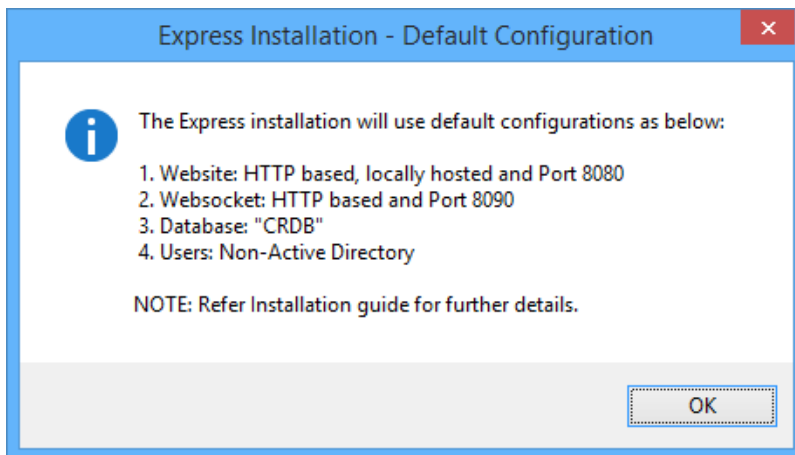 Express Installation - Default Configuration
The Express installation will use default configurations as below:
1. Website: HTTP based, locally hosted and Port 8080
2. Websocket: HTTP based and Port 8090
3. Database: "CRDB"
4. Users: Non-Active Directory
NOTE: Refer Installation guide for further details.
OK